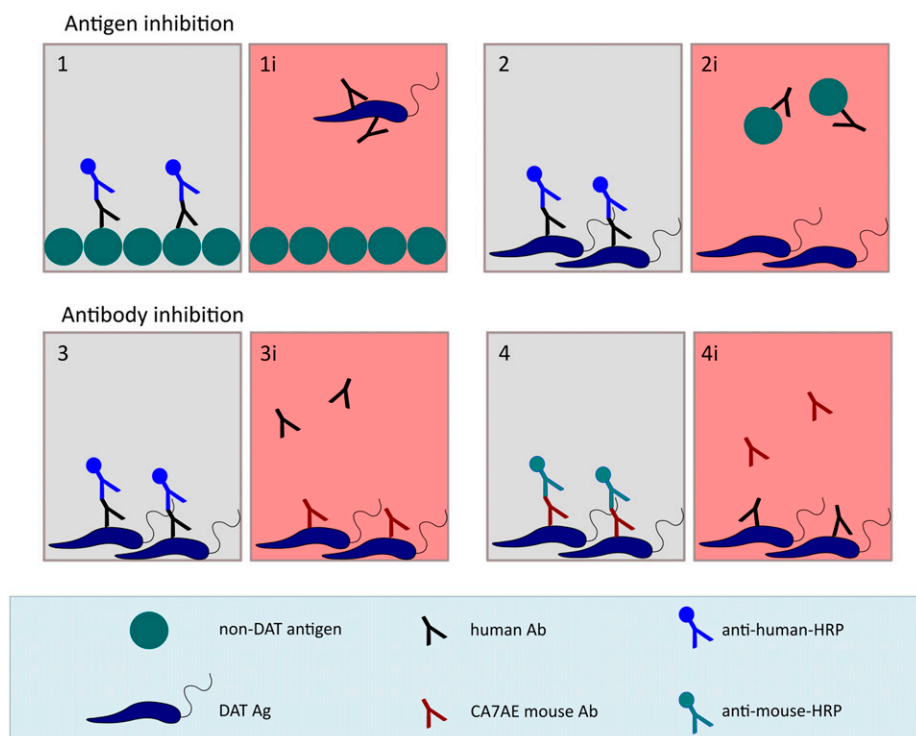 Antigen inhibition
1
1i
2
2i
Antibody inhibition
3
3i
4
4i
non-DAT antigen
human Ab
anti-human-HRP
DAT Ag
CA7AE mouse Ab
anti-mouse-HRP